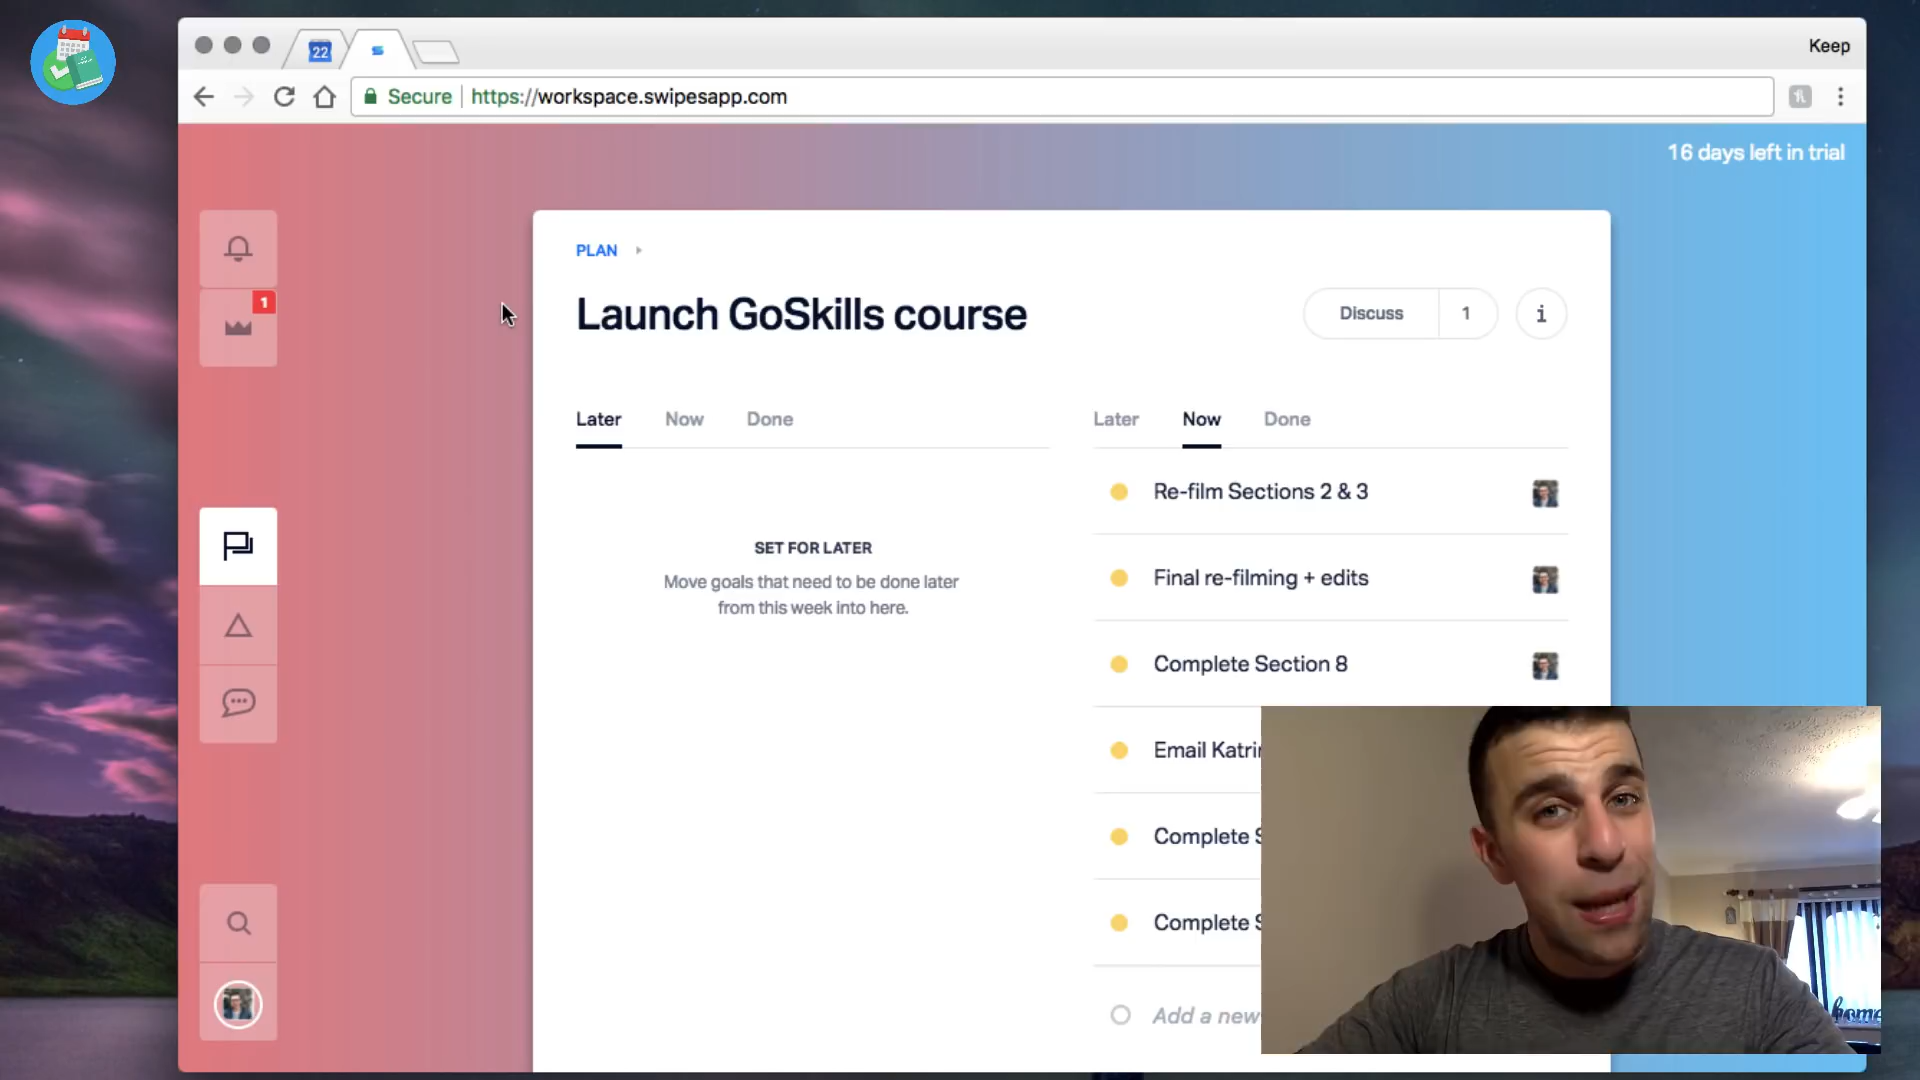 22
Keep
Secure
https://workspace.swipesapp.com
16 days left in trial
PLAN
1
Launch GoSkills course
Discuss
1
i
Later
Now
Done
SET FOR LATER
Move goals that need to be done later
from this week into here.
Later
Now
Done
Re-film Sections 2 & 3
Final re-filming + edits
Complete Section 8
Email
Complete
Complete
Add a new
home